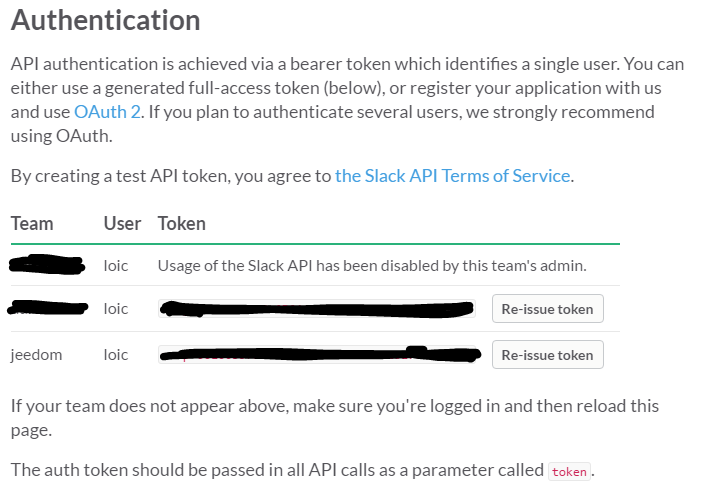 Authentication
API authentication is achieved via a bearer token which identifies a single user. You can
either use a generated full-access token (below), or register your application with us
and use OAuth 2. If you plan to authenticate several users, we strongly recommend
using OAuth.
By creating a test API token, you agree to the Slack API Terms of Service.
Team User Token
loic Usage of the Slack API has been disabled by this team's admin.
loic Re-issue token
jeedom loic Re-issue token
If your team does not appear above, make sure you're logged in and then reload this
page.
The auth token should be passed in all API calls as a parameter called token.